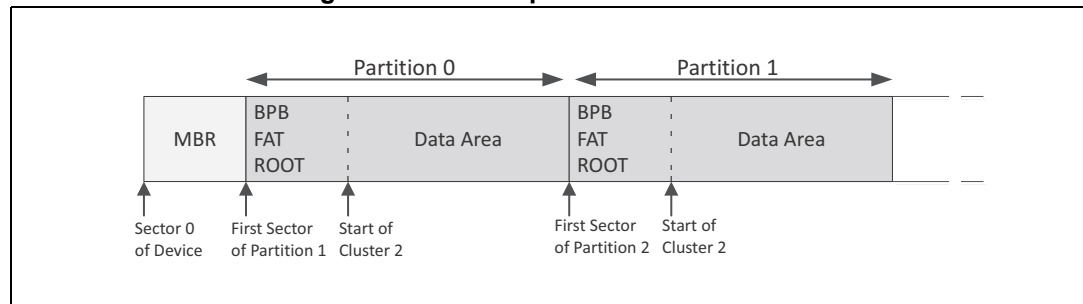 Partition 0
Partition 1
MBR
BPB
FAT
ROOT
Data Area
BPB
FAT
ROOT
Data Area
Sector 0
of Device
First Sector
of Partition 1
Start of
Cluster 2
First Sector
of Partition 2
Start of
Cluster 2